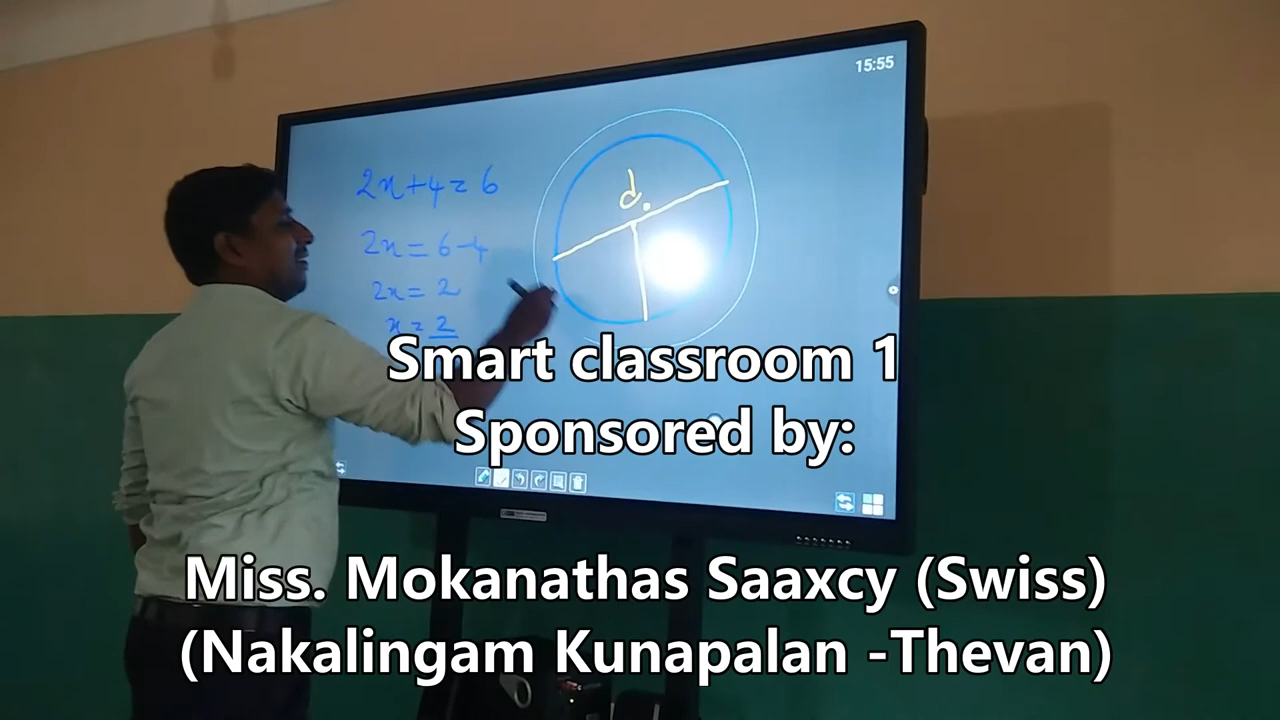 15:55
2x+4=6
2x=6-4
2x=2
x=2
d.
Smart classroom 1
Sponsored by:
Miss. Mokanathas Saaxcy (Swiss)
(Nakalingam Kunapalan -Thevan)